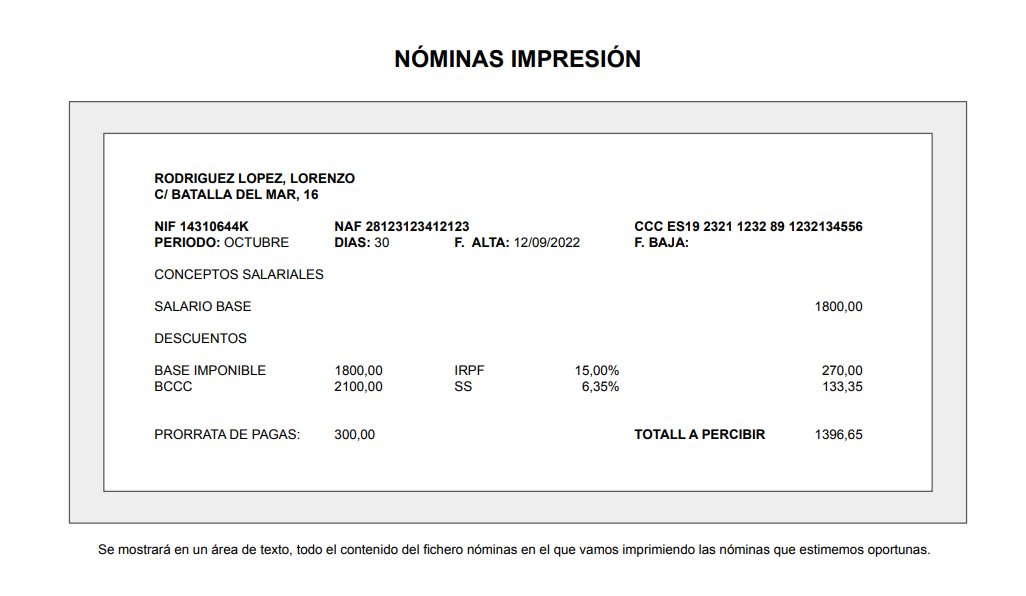 NÓMINAS IMPRESIÓN
RODRIGUEZ LOPEZ, LORENZO
C/ BATALLA DEL MAR, 16
NIF 14310644K NAF 28123123412123 CCC ES19 2321 1232 89 1232134556
PERIODO: OCTUBRE DIAS: 30 F. ALTA: 12/09/2022 F. BAJA:
CONCEPTOS SALARIALES
SALARIO BASE 1800,00
DESCUENTOS
BASE IMPONIBLE 1800,00 IRPF 15,00% 270,00
BCCC 2100,00 SS 6,35% 133,35
PRORRATA DE PAGAS: 300,00 TOTALL A PERCIBIR 1396,65
Se mostrará en un área de texto, todo el contenido del fichero nóminas en el que vamos imprimiendo las nóminas que estimemos oportunas.